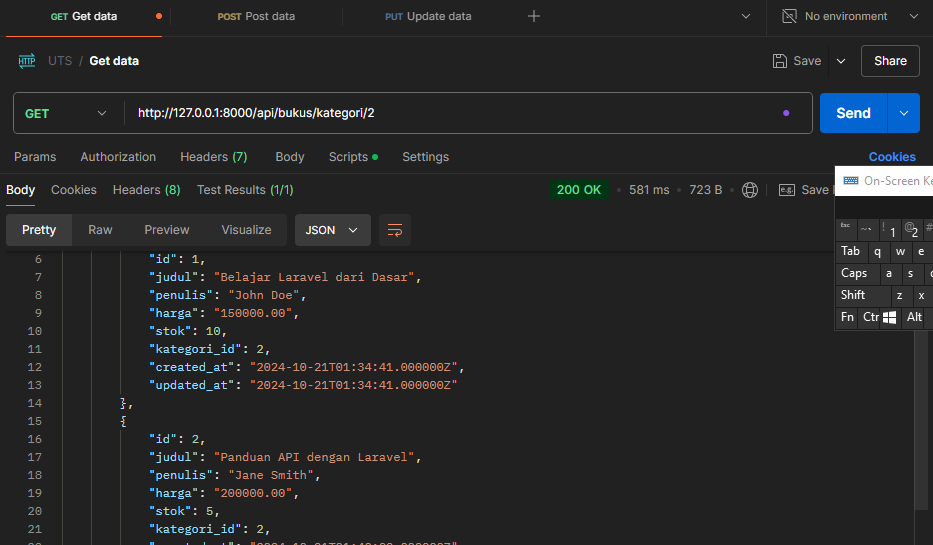 GET Get data POST Post data PUT Update data No environment
HTTP UTS / Get data Save Share
GET http://127.0.0.1:8000/api/bukus/kategori/2 Send
Params Authorization Headers (7) Body Scripts Settings Cookies
Body Cookies Headers (8) Test Results (1/1) 200 OK 581 ms 723 B e.g. Save
On-Screen Ke
Pretty Raw Preview Visualize JSON
6 "id": 1,
7 "judul": "Belajar Laravel dari Dasar",
8 "penulis": "John Doe",
9 "harga": "150000.00",
10 "stok": 10,
11 "kategori_id": 2,
12 "created_at": "2024-10-21T01:34:41.000000Z",
13 "updated_at": "2024-10-21T01:34:41.000000Z"
14 },
15 {
16 "id": 2,
17 "judul": "Panduan API dengan Laravel",
18 "penulis": "Jane Smith",
19 "harga": "200000.00",
20 "stok": 5,
21 "kategori_id": 2,
Esc ~ ` ! 1 @ 2 #
Tab q w e
Caps a s d
Shift z x
Fn Ctr Alt